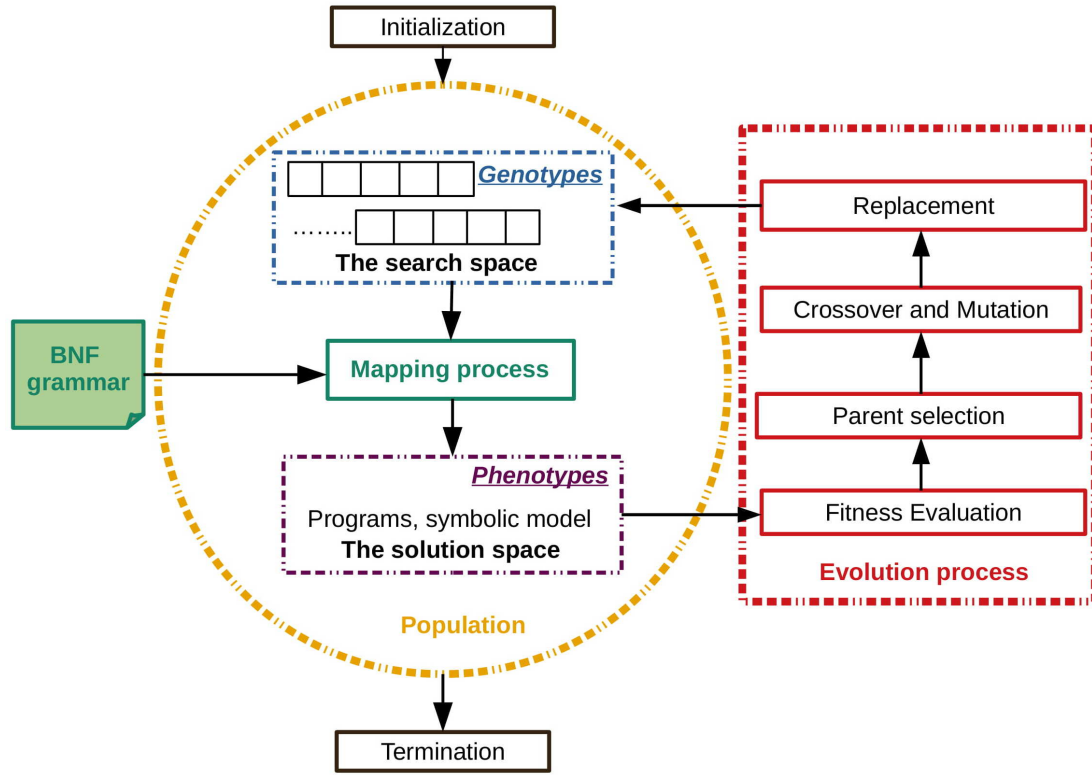 Initialization
Genotypes
........
The search space
BNF
grammar
Mapping process
Phenotypes
Programs, symbolic model
The solution space
Population
Termination
Replacement
Crossover and Mutation
Parent selection
Fitness Evaluation
Evolution process